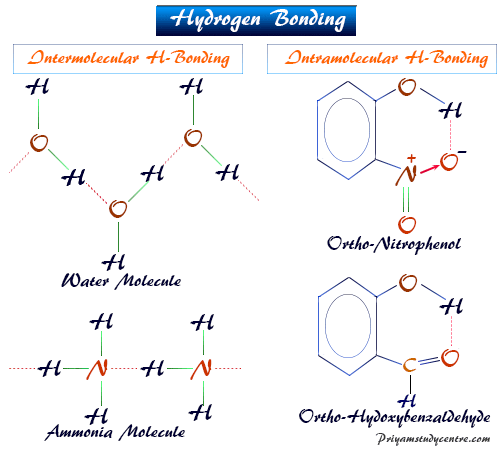 Hydrogen Bonding
Intermolecular H-Bonding
H H
O O
H H H
O
H
Water Molecule
H H
H N H N
H H
Ammonia Molecule
Intramolecular H-Bonding
O
H
+
N O −
O
Ortho-Nitrophenol
O
H
C O
H
Ortho-Hydoxybenzaldehyde
Priyamstudycentre.com